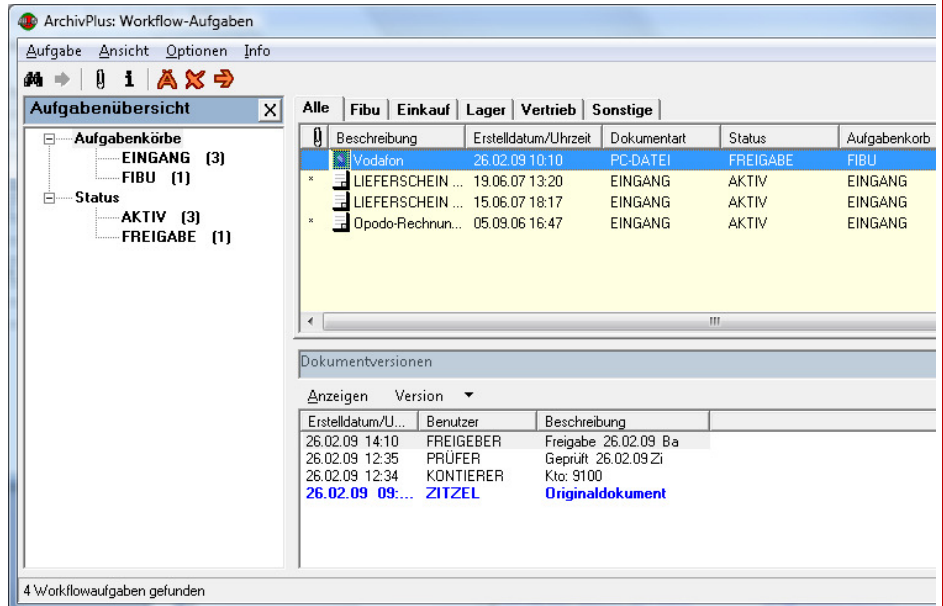 ArchivPlus: Workflow-Aufgaben
Aufgabe Ansicht Optionen Info
Aufgabenübersicht
Aufgabenkörbe
EINGANG (3)
FIBU (1)
Status
AKTIV (3)
FREIGABE (1)
Alle Fibu Einkauf Lager Vertrieb Sonstige
Beschreibung Erstelldatum/Uhrzeit Dokumentart Status Aufgabenkorb
Vodafon 26.02.09 10:10 PC-DATEI FREIGABE FIBU
* LIEFERSCHEIN ... 19.06.07 13:20 EINGANG AKTIV EINGANG
LIEFERSCHEIN ... 15.06.07 18:17 EINGANG AKTIV EINGANG
* Opodo-Rechnun... 05.09.06 16:47 EINGANG AKTIV EINGANG
Dokumentversionen
Anzeigen Version
Erstelldatum/U... Benutzer Beschreibung
26.02.09 14:10 FREIGEBER Freigabe 26.02.09 Ba
26.02.09 12:35 PRÜFER Geprüft 26.02.09 Zi
26.02.09 12:34 KONTIERER Kto: 9100
26.02.09 09:... ZITZEL Originaldokument
4 Workflowaufgaben gefunden